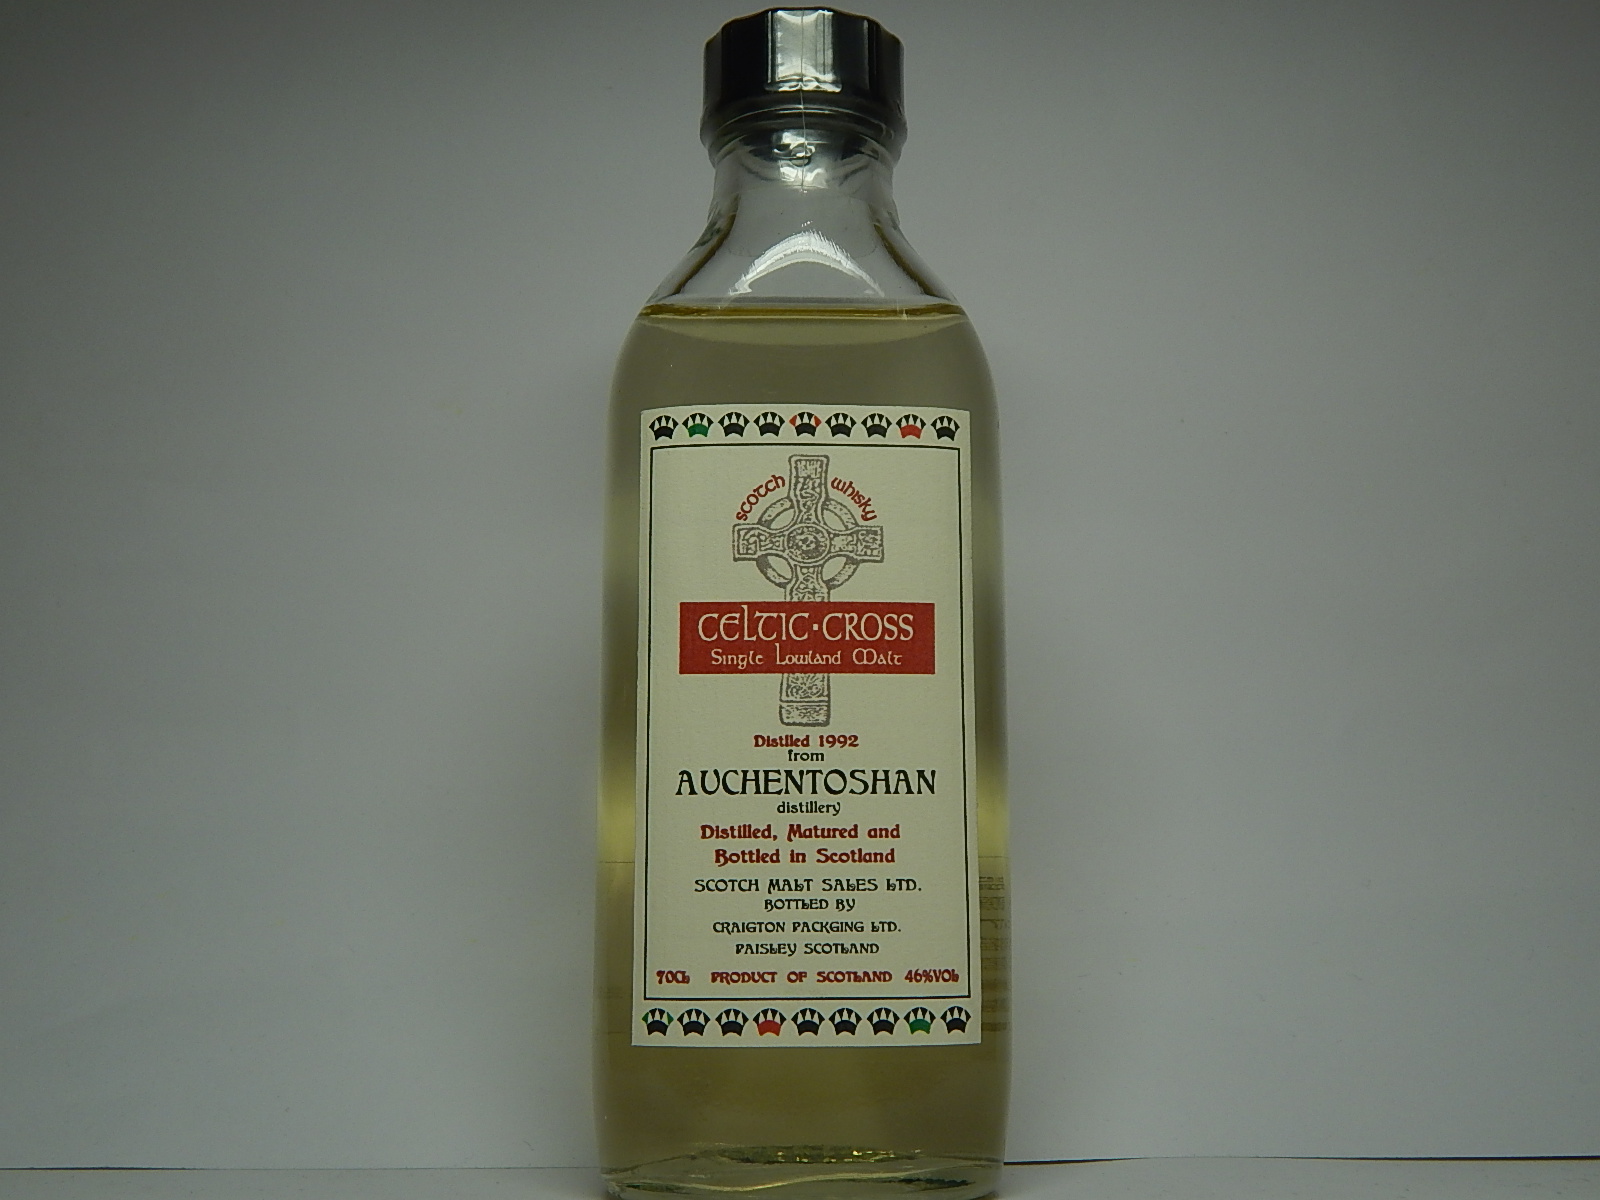 scotch whisky
CELTIC·CROSS
Single Lowland Malt
Distlled 1992
from
AUCHENTOSHAN
distillery
Distilled, Matured and
Bottled in Scotland
SCOTCH MALT SALES LTD.
BOTTLED BY
CRAIGTON PACKGING LTD.
PAISLEY SCOTLAND
70CL PRODUCT OF SCOTLAND 46%VOL